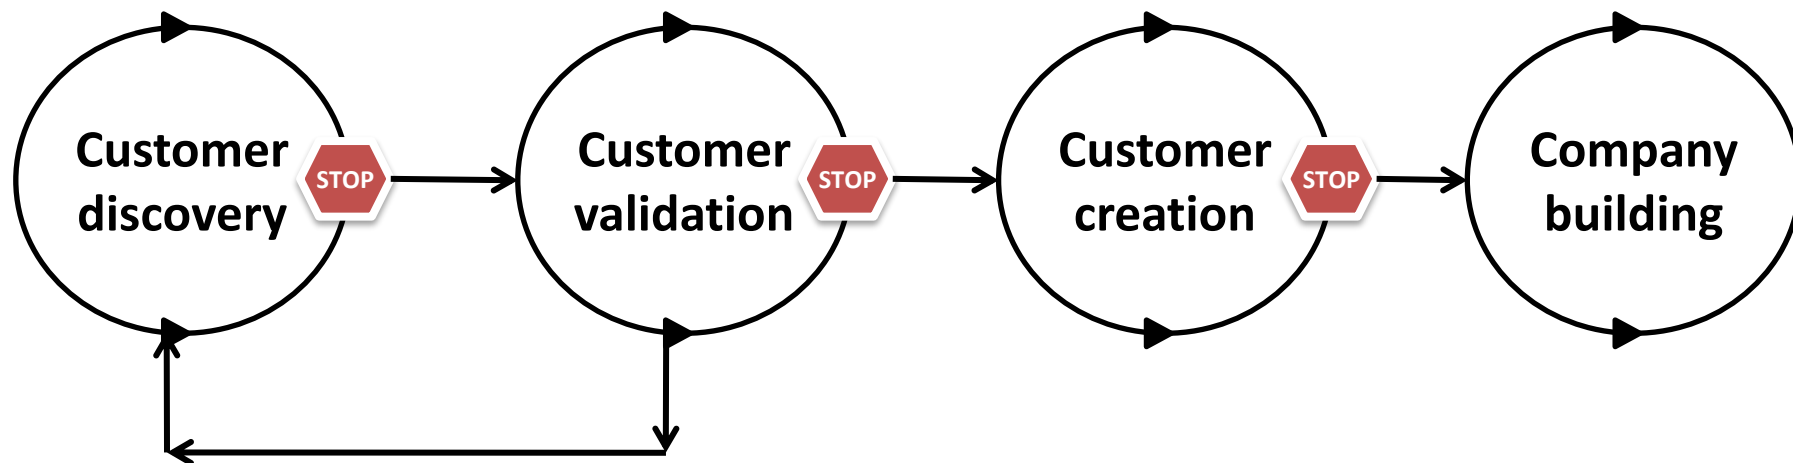 Customer
discovery
STOP
Customer
validation
STOP
Customer
creation
STOP
Company
building